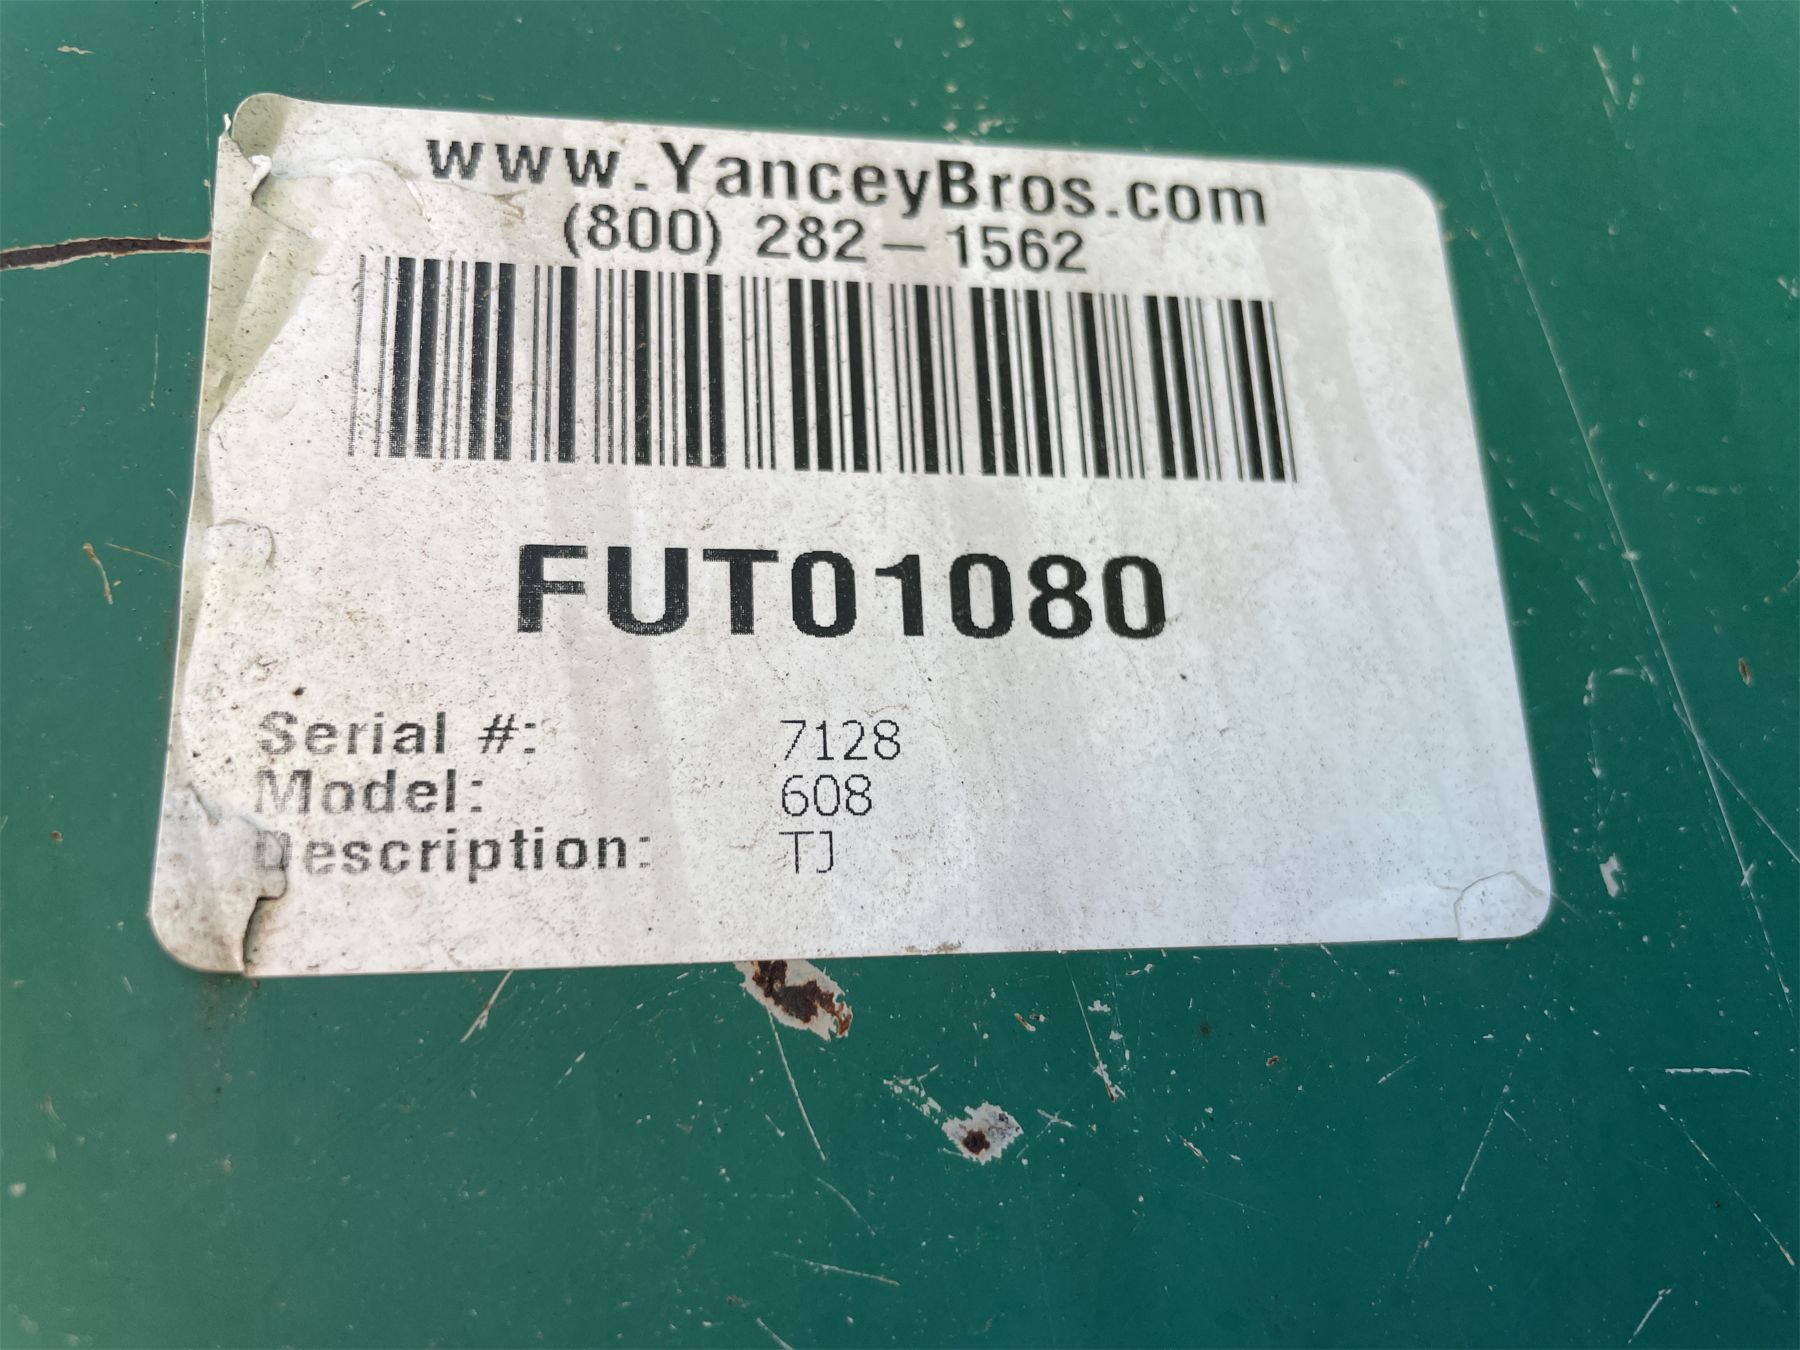 www.YanceyBros.com
(800) 282-1562
FUT01080
Serial #: 7128
Model: 608
Description: TJ